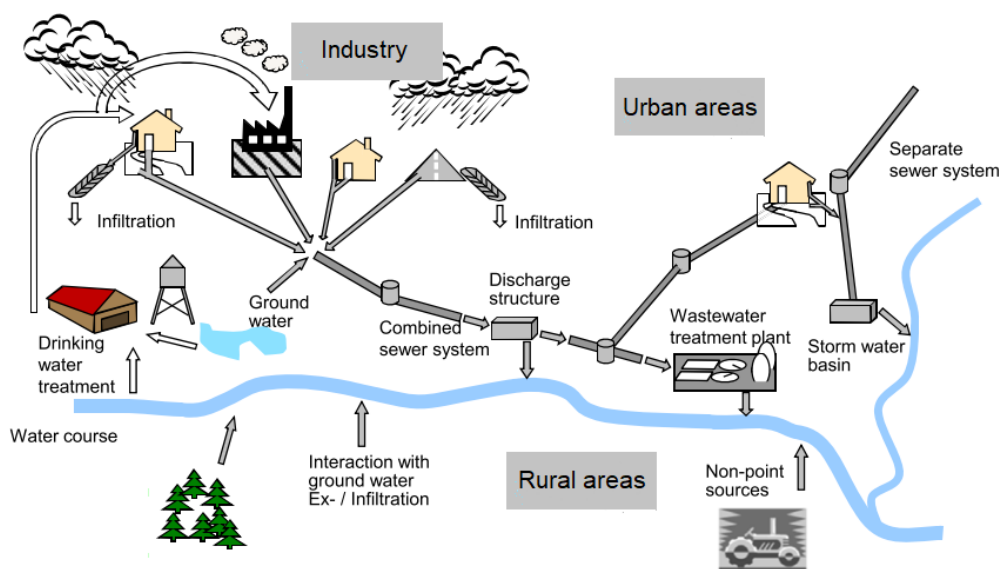 Industry
Urban areas
Separate
sewer system
Infiltration
Infiltration
Ground
water
Combined
sewer system
Discharge
structure
Wastewater
treatment plant
Storm water
basin
Drinking
water
treatment
Water course
Interaction with
ground water
Ex- / Infiltration
Rural areas
Non-point
sources